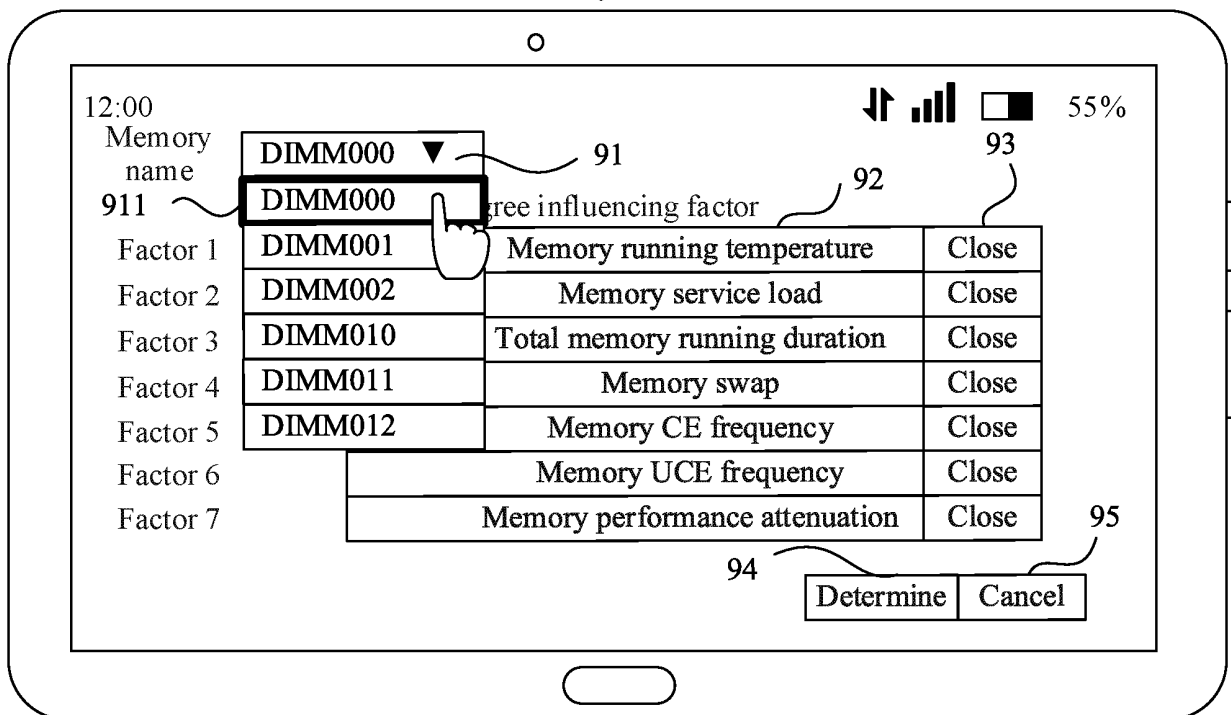 12:00 55%
Memory name DIMM000 ▼ 91 93
911 DIMM000 gree influencing factor 92
Factor 1 DIMM001 Memory running temperature Close
Factor 2 DIMM002 Memory service load Close
Factor 3 DIMM010 Total memory running duration Close
Factor 4 DIMM011 Memory swap Close
Factor 5 DIMM012 Memory CE frequency Close
Factor 6 Memory UCE frequency Close
Factor 7 Memory performance attenuation Close
94 95
Determine Cancel